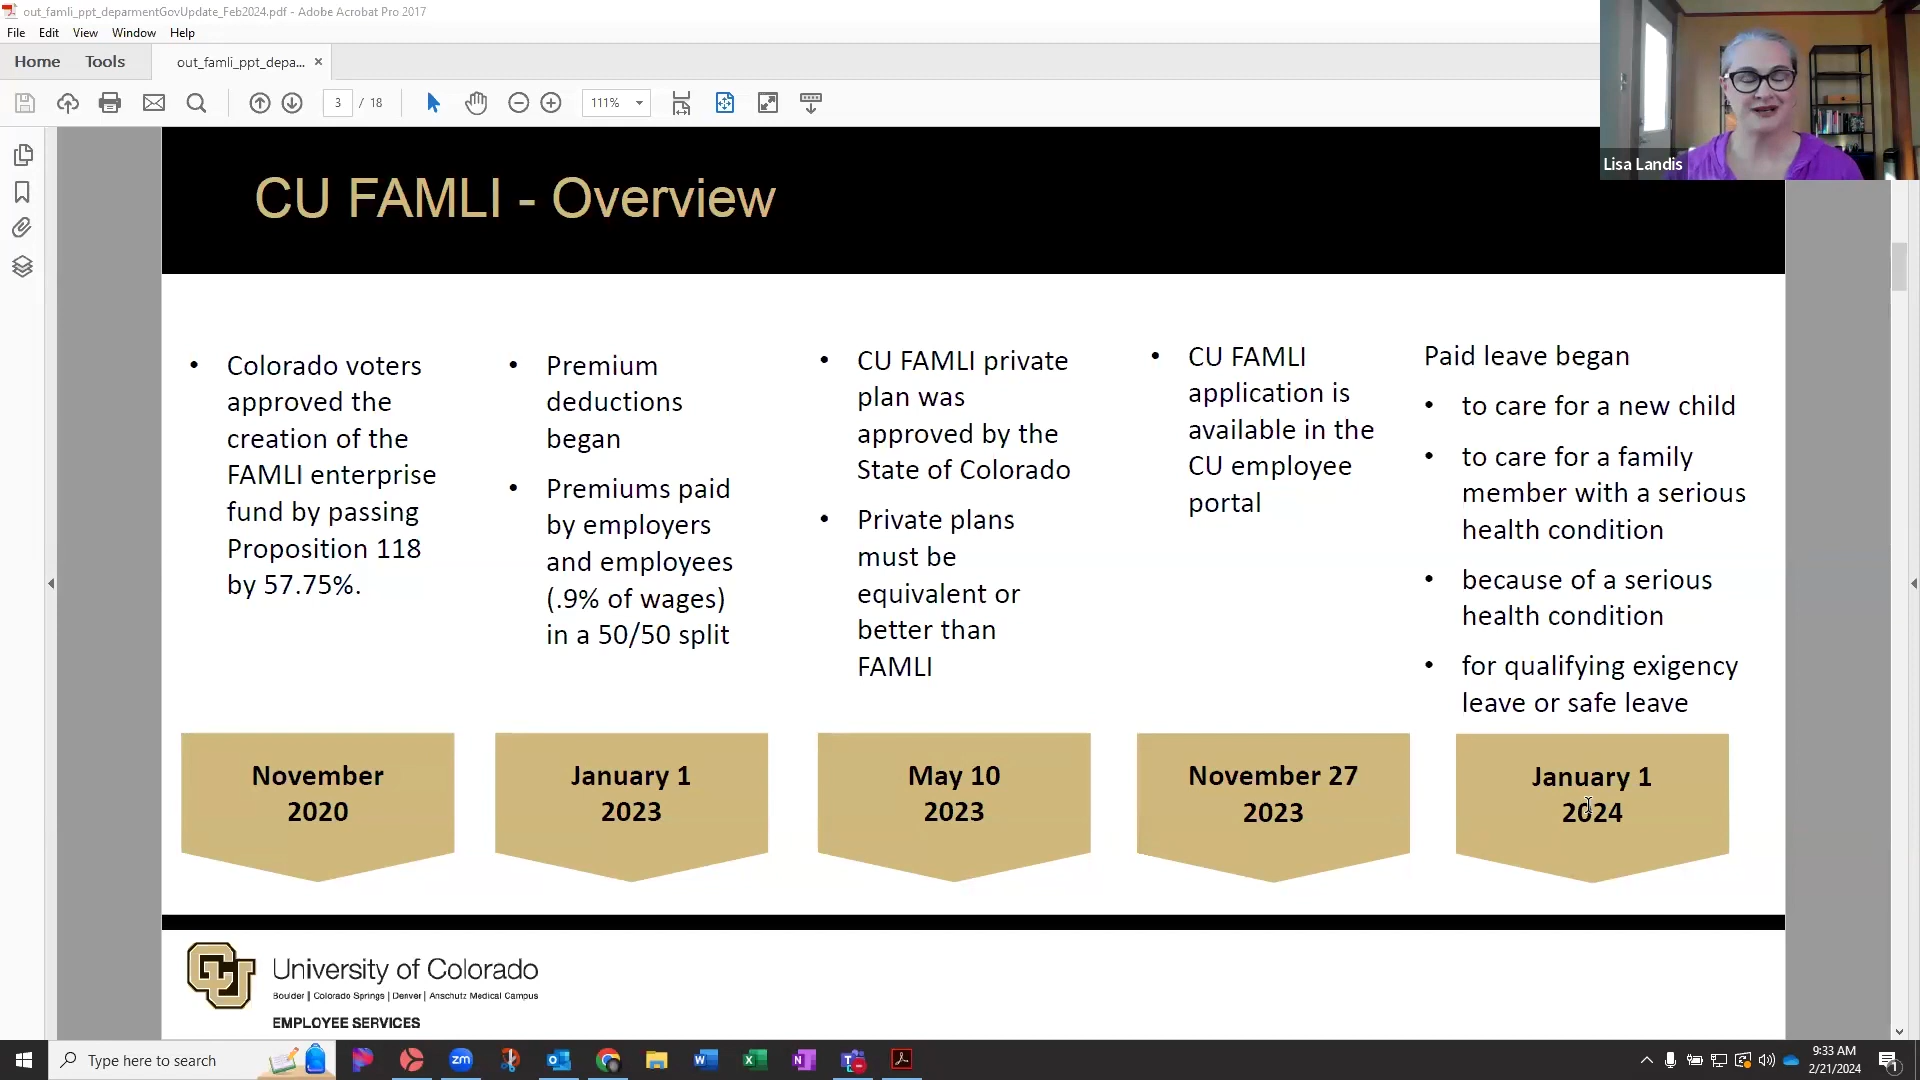 out_famli_ppt_deparmentGovUpdate_Feb2024.pdf - Adobe Acrobat Pro 2017
File Edit View Window Help
Home Tools out_famli_ppt_depa... ×
3 / 18 111%
Lisa Landis
CU FAMLI - Overview
• Colorado voters
approved the
creation of the
FAMLI enterprise
fund by passing
Proposition 118
by 57.75%.
• Premium
deductions
began
• Premiums paid
by employers
and employees
(.9% of wages)
in a 50/50 split
• CU FAMLI private
plan was
approved by the
State of Colorado
• Private plans
must be
equivalent or
better than
FAMLI
• CU FAMLI
application is
available in the
CU employee
portal
Paid leave began
• to care for a new child
• to care for a family
member with a serious
health condition
• because of a serious
health condition
• for qualifying exigency
leave or safe leave
November
2020
January 1
2023
May 10
2023
November 27
2023
January 1
2024
CU
University of Colorado
Boulder | Colorado Springs | Denver | Anschutz Medical Campus
EMPLOYEE SERVICES
Type here to search
zm
9:33 AM
2/21/2024
1